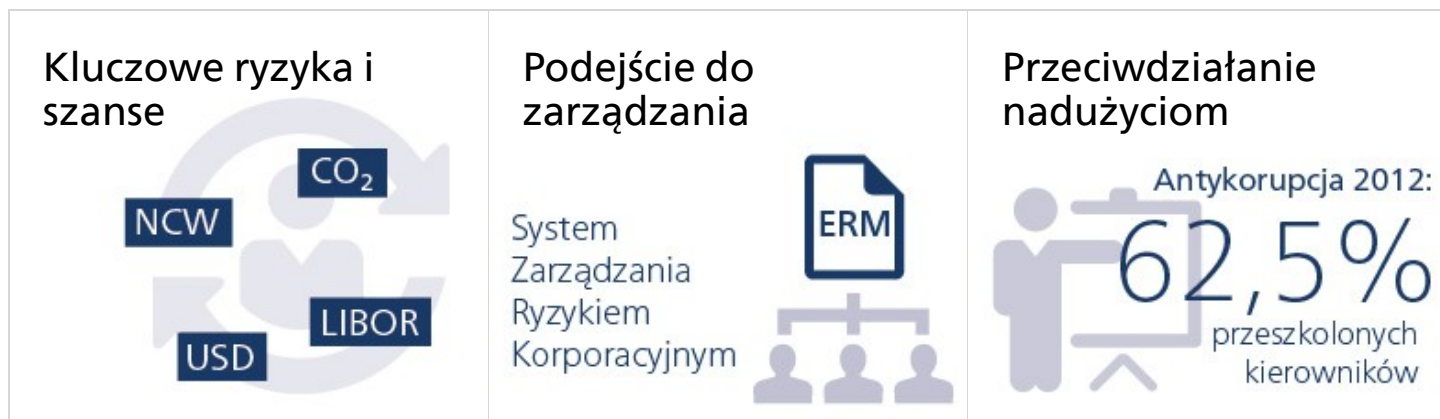 Kluczowe ryzyka i
szanse
CO₂
NCW
LIBOR
USD
Podejście do
zarządzania
ERM
System
Zarządzania
Ryzykiem
Korporacyjnym
Przeciwdziałanie
nadużyciom
Antykorupcja 2012:
62,5%
przeszkolonych
kierowników